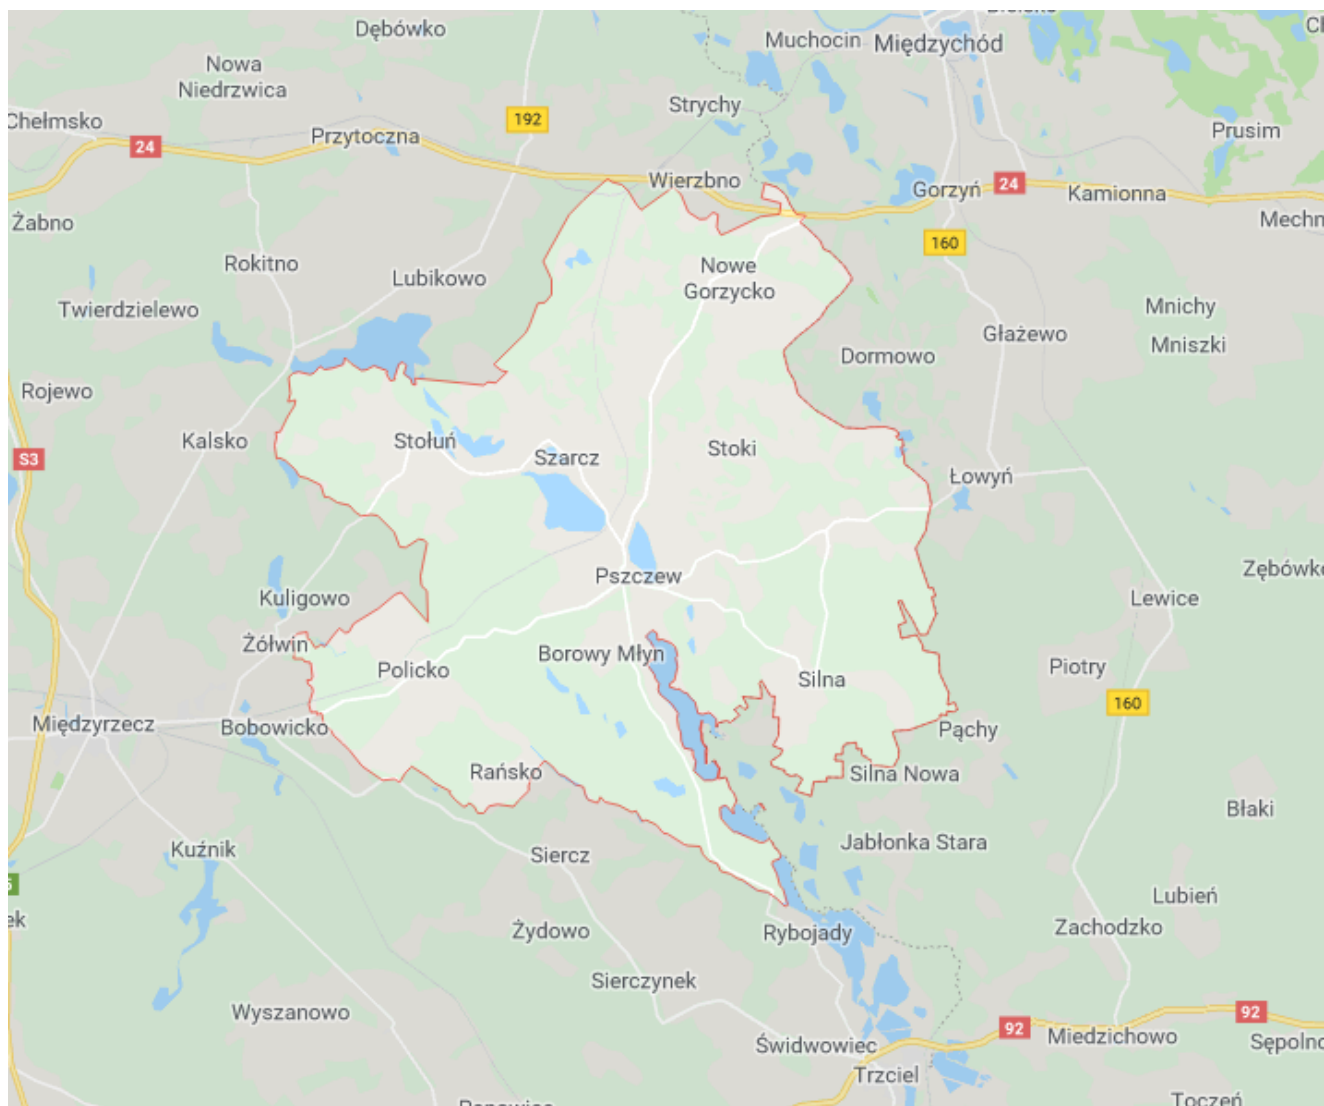 Dębówko
Muchocin
Międzychód
Nowa
Niedrzwica
Strychy
192
Chełmsko
Przytoczna
Prusim
24
Wierzbno
Gorzyń
24
Kamionna
Żabno
160
Rokitno
Lubikowo
Nowe
Gorzycko
Twierdzielewo
Mnichy
Głażewo
Mniszki
Dormowo
Rojewo
Kalsko
Stołuń
Szarcz
Stoki
S3
Łowyń
Pszczew
Kuligowo
Lewice
Żółwin
Borowy Młyn
Policko
Silna
Piotry
160
Międzyrzecz
Bobowicko
Pąchy
Rańsko
Silna Nowa
Błaki
Kuźnik
Siercz
Jabłonka Stara
Lubień
Żydowo
Rybojady
Zachodzko
Sierczynek
Wyszanowo
92
92
Miedzichowo
Świdwowiec
Trzciel
Toczeń